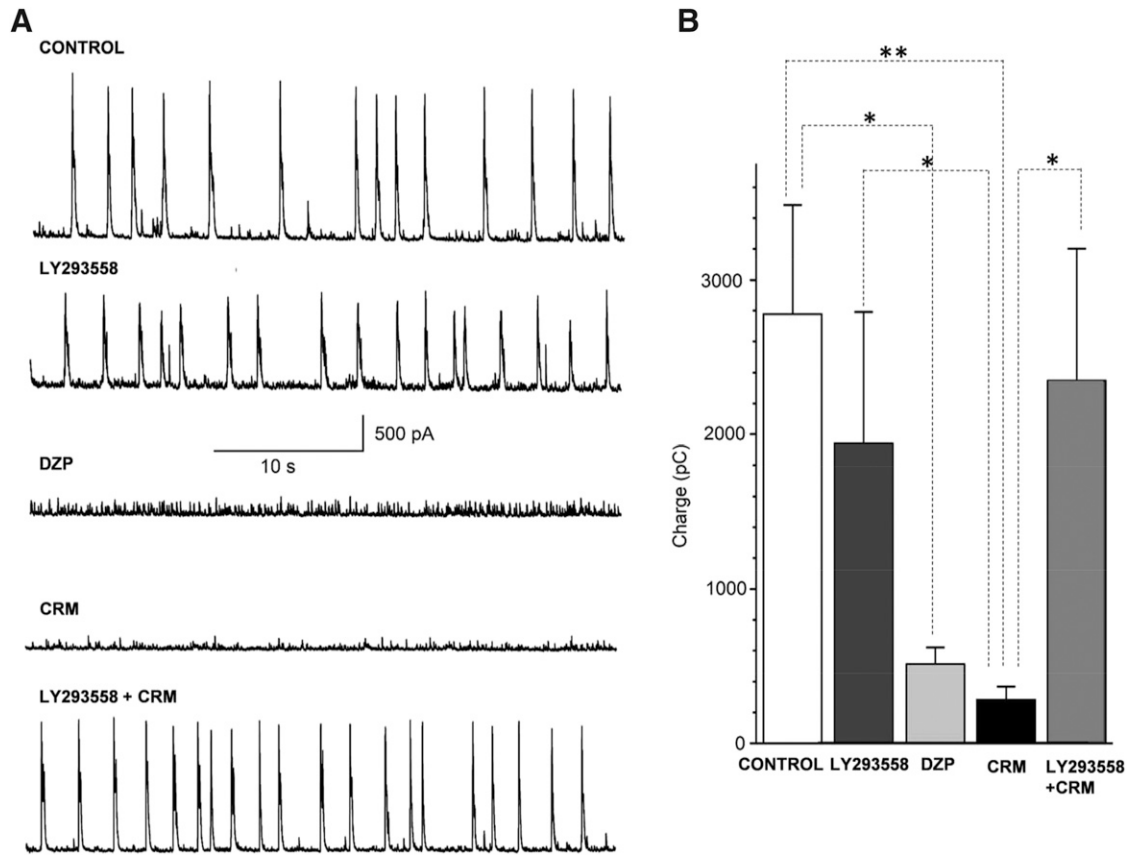 A
CONTROL
LY293558
500 pA
10 s
DZP
CRM
LY293558 + CRM
B
**
*
*
*
3000
2000
1000
0
Charge (pC)
CONTROL LY293558 DZP CRM LY293558
+CRM